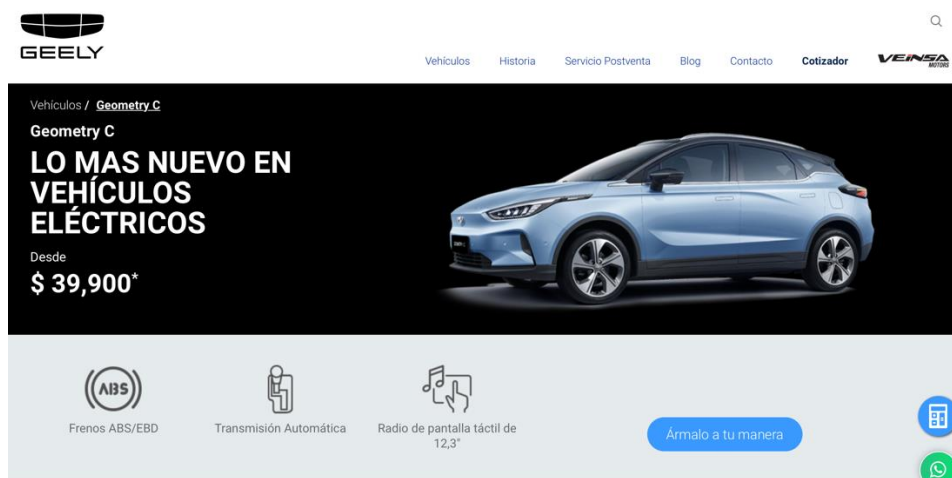 GEELY
Vehículos
Historia
Servicio Postventa
Blog
Contacto
Cotizador
VEINSA
MOTORS
Vehículos / Geometry C
Geometry C
LO MAS NUEVO EN
VEHÍCULOS
ELÉCTRICOS
Desde
$ 39,900*
ABS
Frenos ABS/EBD
Transmisión Automática
Radio de pantalla táctil de
12,3"
Ármalo a tu manera